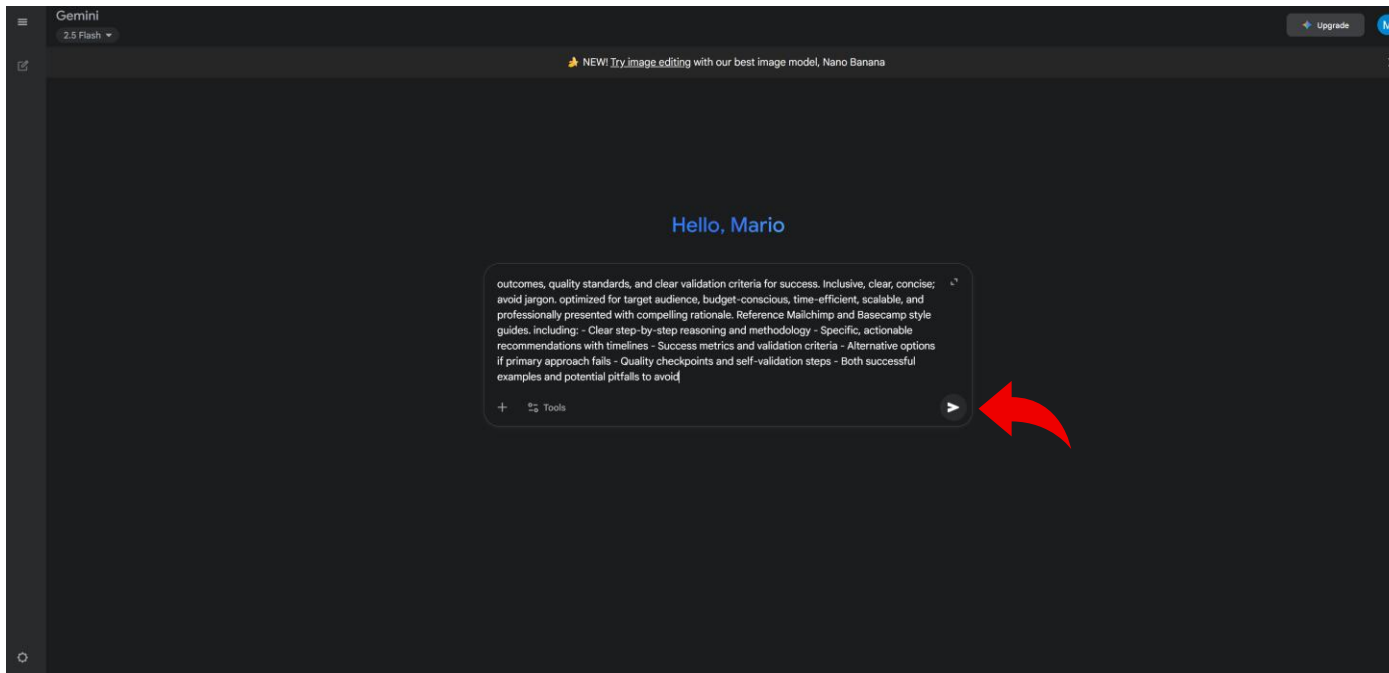 Gemini
2.5 Flash
Upgrade
M
NEW! Try image editing with our best image model, Nano Banana
Hello, Mario
outcomes, quality standards, and clear validation criteria for success. Inclusive, clear, concise;
avoid jargon. optimized for target audience, budget-conscious, time-efficient, scalable, and
professionally presented with compelling rationale. Reference Mailchimp and Basecamp style
guides. including: - Clear step-by-step reasoning and methodology - Specific, actionable
recommendations with timelines - Success metrics and validation criteria - Alternative options
if primary approach fails - Quality checkpoints and self-validation steps - Both successful
examples and potential pitfalls to avoid
Tools